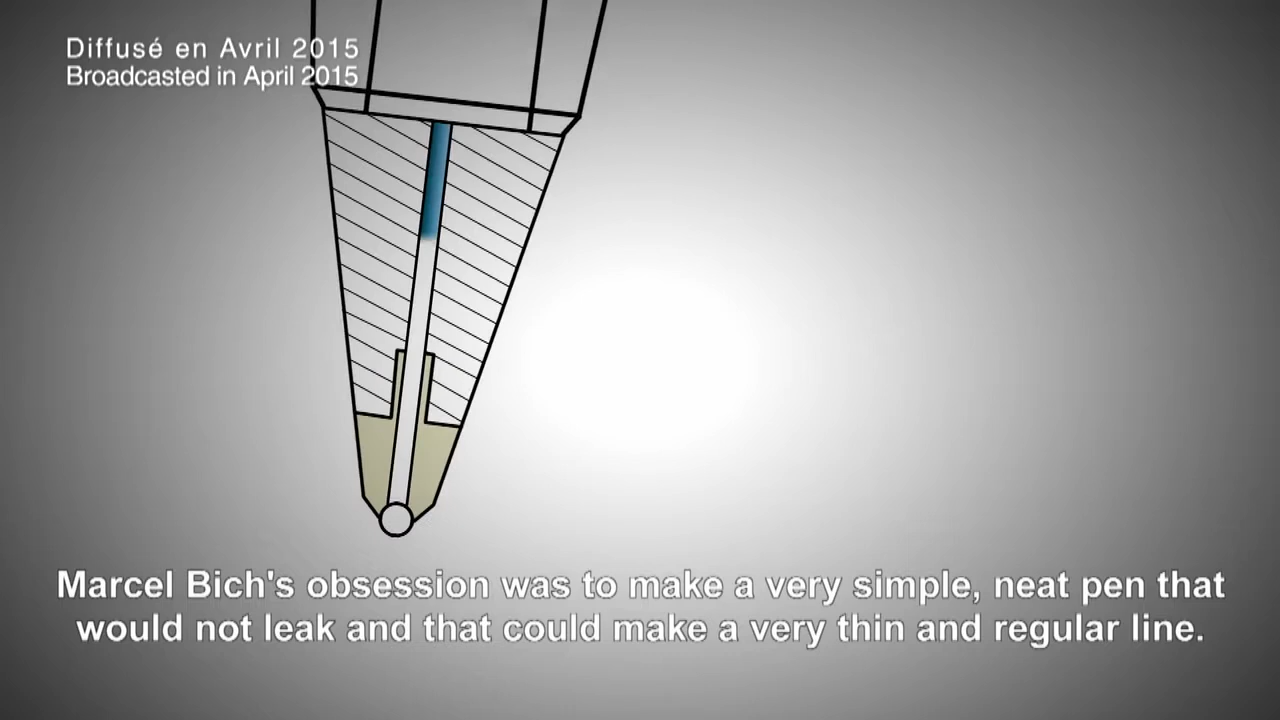 Diffusé en Avril 2015
Broadcasted in April 2015
Marcel Bich's obsession was to make a very simple, neat pen that
would not leak and that could make a very thin and regular line.